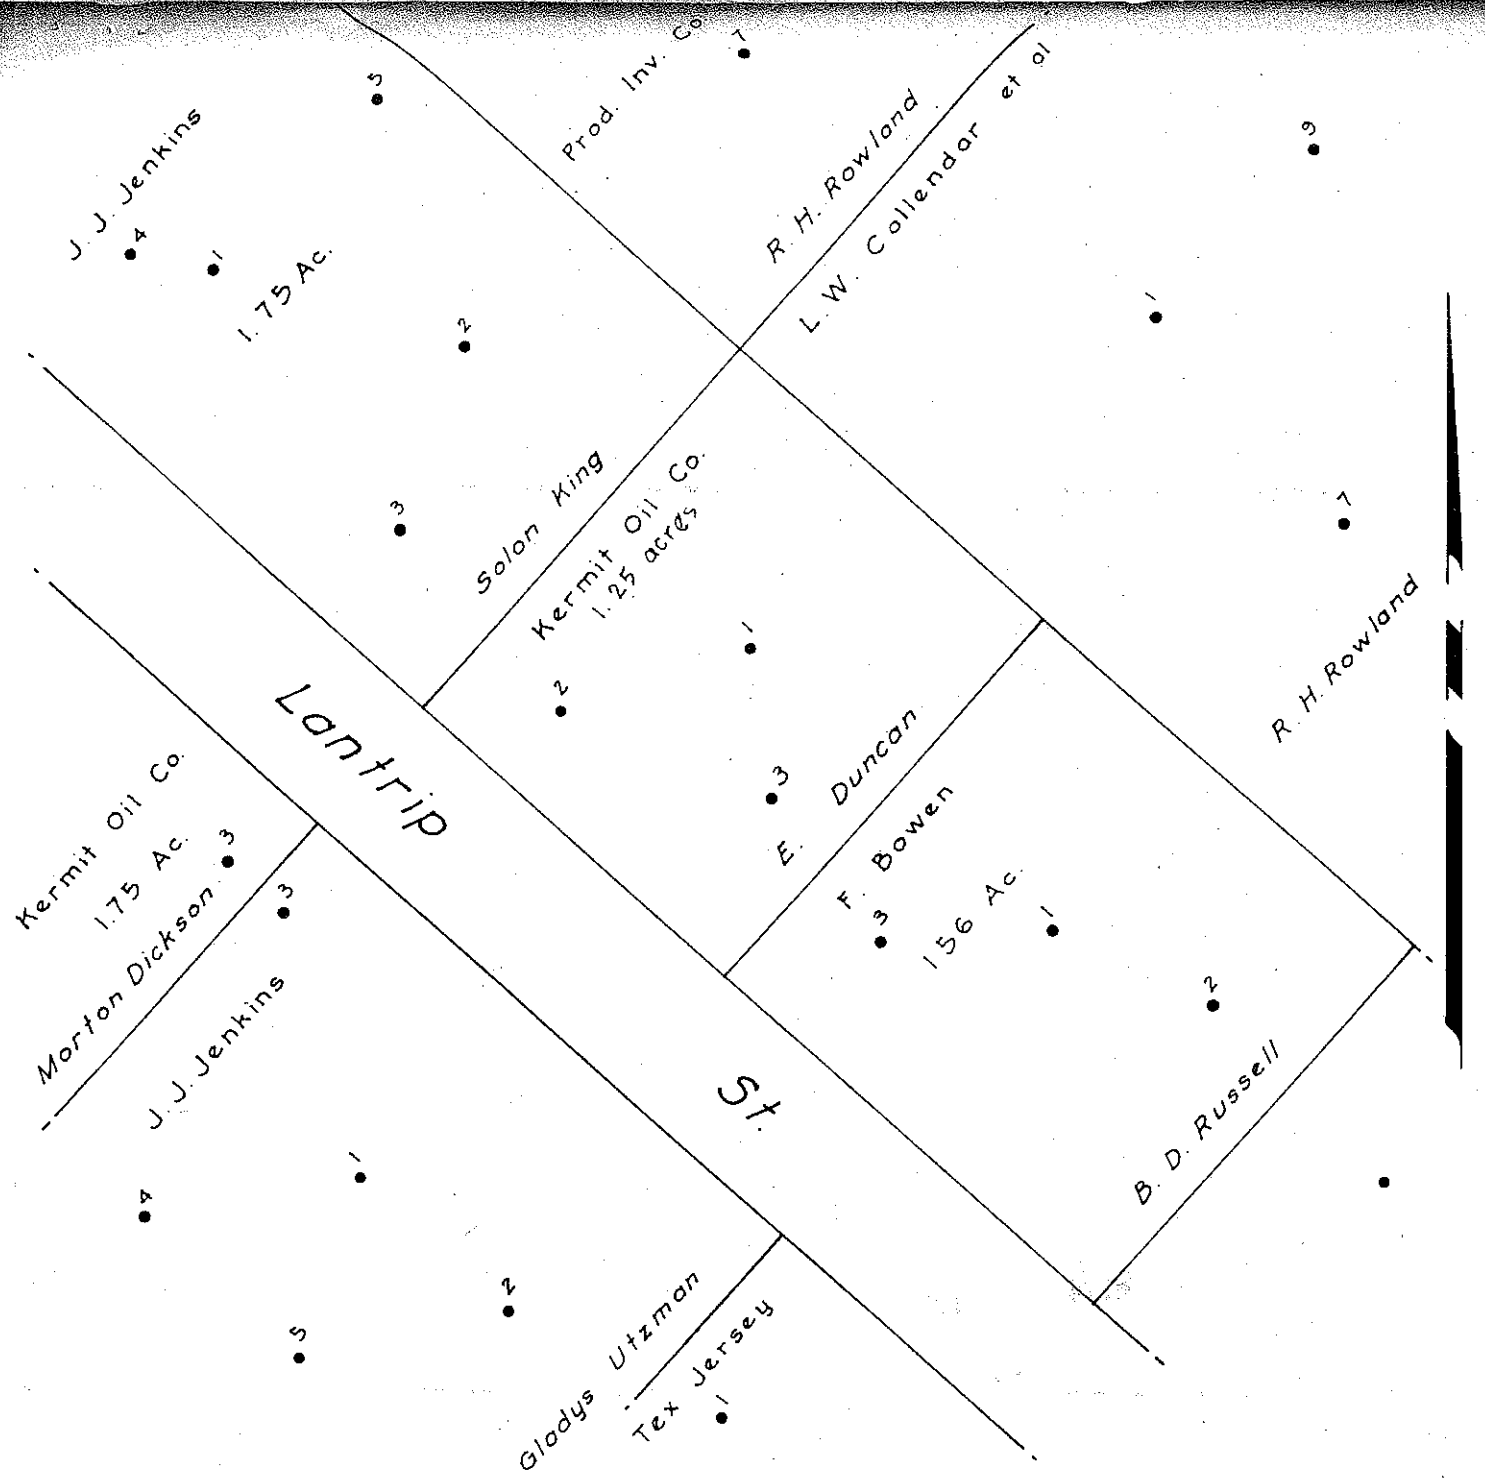 5
Prod. Inv. Co
7
J. J. Jenkins
4
1
1.75 Ac.
2
3
Solon King
R. H. Rowland
L. W. Collendar et al
9
1
7
R. H. Rowland
Kermit Oil Co.
1.25 acres
1
2
3
E. Duncan
F. Bowen
156 Ac.
3
1
2
B. D. Russell
Lantrip St.
Kermit Oil Co.
1.75 Ac.
3
Morton Dickson
3
J. J. Jenkins
4
1
2
5
Gladys Utzman
Tex Jersey
1